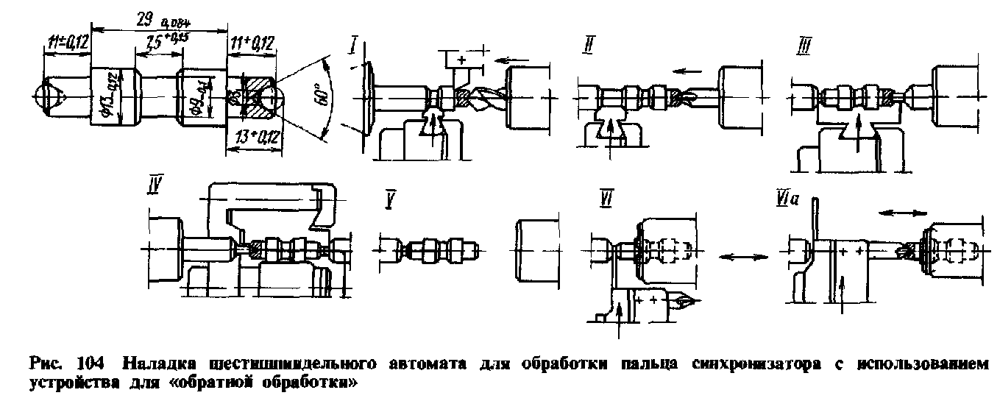 29 0,084
11±0,12
7,5+0,15
11+0,12
I
II
III
Φ13-0,12
Φ9-0,1
60°
13+0,12
IV
V
VI
VIa
Рис. 104 Наладка шестишпиндельного автомата для обработки пальца синхронизатора с использованием
устройства для «обратной обработки»